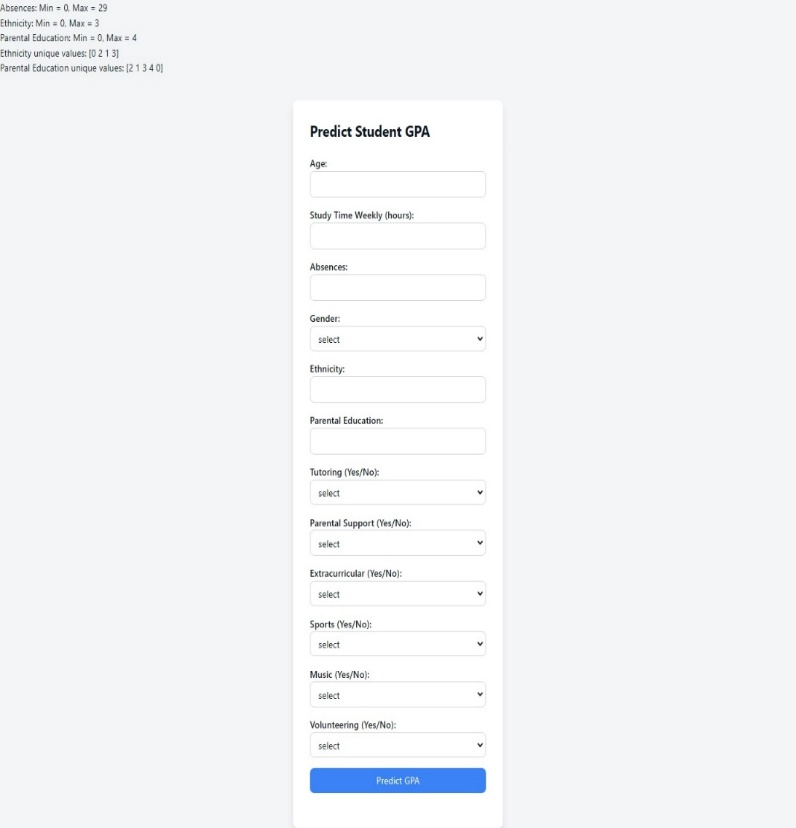 Absences: Min = 0, Max = 29
Ethnicity: Min = 0, Max = 3
Parental Education: Min = 0, Max = 4
Ethnicity unique values: [0 2 1 3]
Parental Education unique values: [2 1 3 4 0]
Predict Student GPA
Age:
Study Time Weekly (hours):
Absences:
Gender:
select
Ethnicity:
Parental Education:
Tutoring (Yes/No):
select
Parental Support (Yes/No):
select
Extracurricular (Yes/No):
select
Sports (Yes/No):
select
Music (Yes/No):
select
Volunteering (Yes/No):
select
Predict GPA